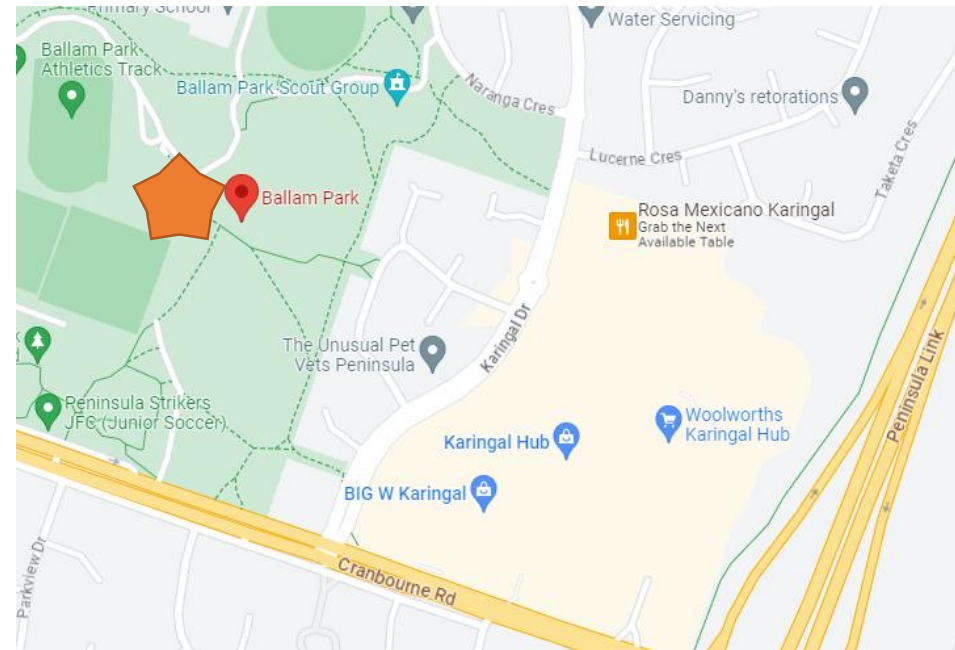 Primary School
Water Servicing
Ballam Park
Athletics Track
Ballam Park Scout Group
Naranga Cres
Danny's retorations
Lucerne Cres
Taketa Cres
Ballam Park
Rosa Mexicano Karingal
Grab the Next
Available Table
Karingal Dr
The Unusual Pet
Vets Peninsula
Peninsula Link
Peninsula Strikers
JFC (Junior Soccer)
Woolworths
Karingal Hub
Karingal Hub
BIG W Karingal
Cranbourne Rd
Parkview Dr